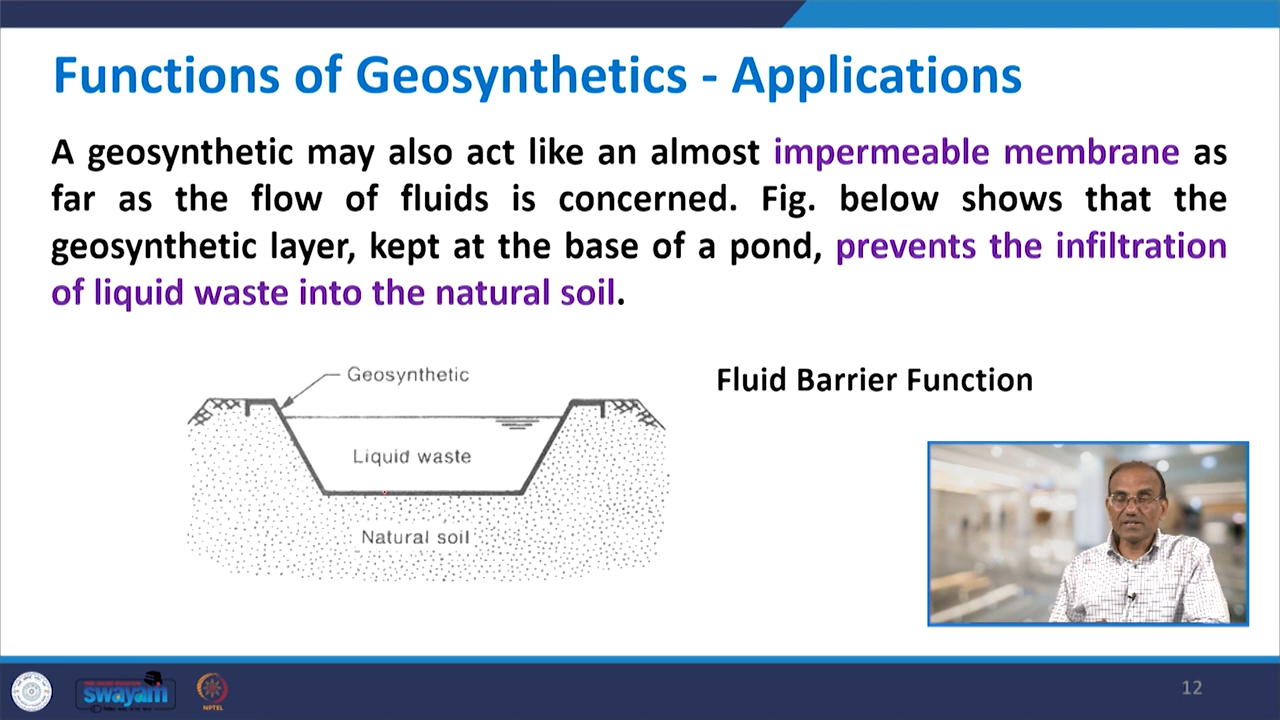 Functions of Geosynthetics - Applications
A geosynthetic may also act like an almost impermeable membrane as
far as the flow of fluids is concerned. Fig. below shows that the
geosynthetic layer, kept at the base of a pond, prevents the infiltration
of liquid waste into the natural soil.
Geosynthetic
Fluid Barrier Function
Liquid waste
Natural soil
swayam
NPTEL
12